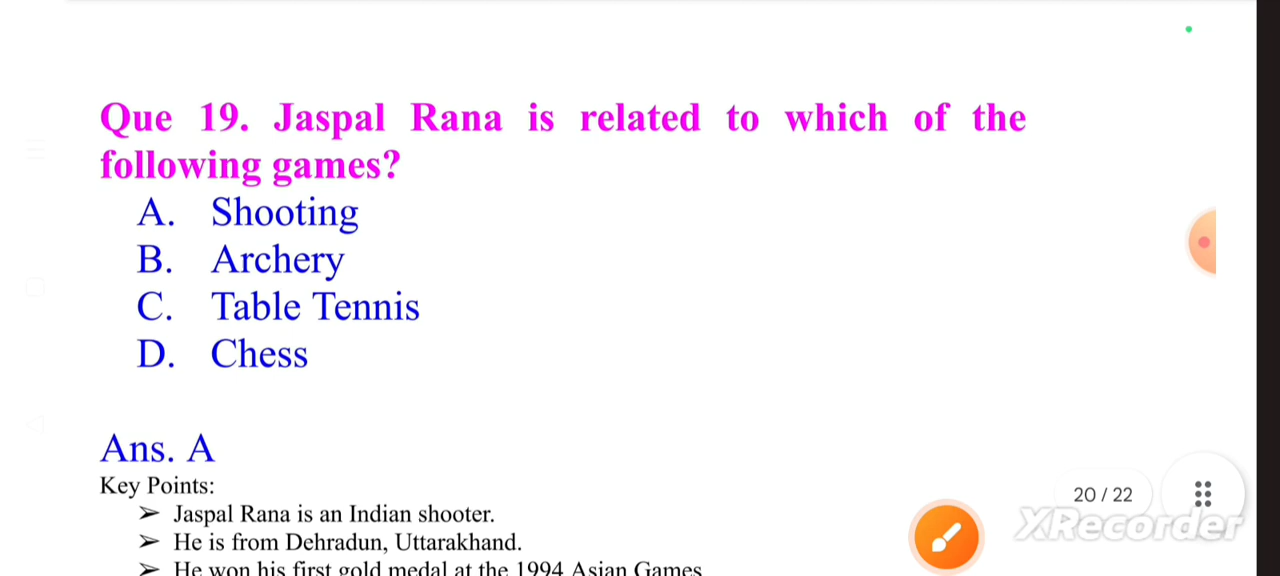 Que 19. Jaspal Rana is related to which of the
following games?
A. Shooting
B. Archery
C. Table Tennis
D. Chess
Ans. A
Key Points:
➢ Jaspal Rana is an Indian shooter.
➢ He is from Dehradun, Uttarakhand.
➢ He won his first gold medal at the 1994 Asian Games
20 / 22
XRecorder